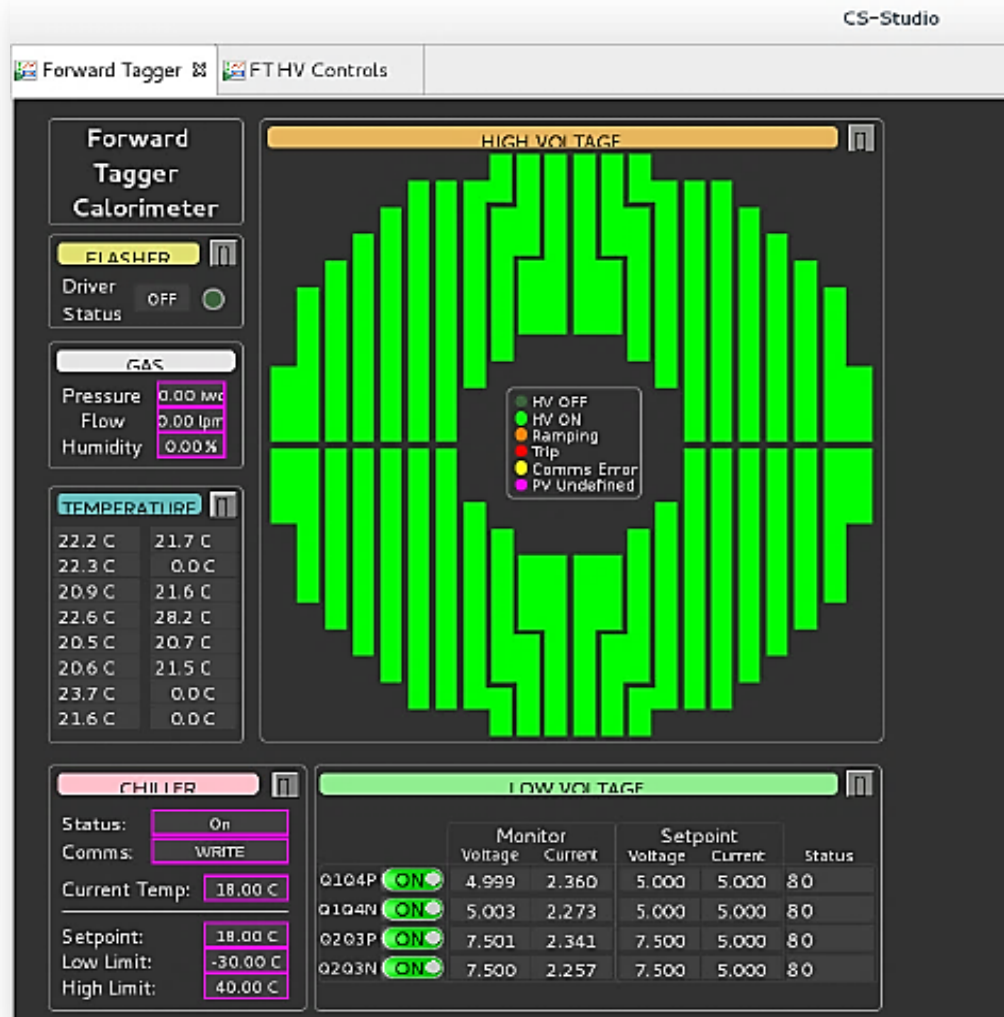 CS-Studio
Forward Tagger
FT HV Controls
Forward
Tagger
Calorimeter
FLASHER
Driver
Status
OFF
GAS
Pressure 0.00
Flow 0.00 lpm
Humidity 0.00%
TEMPERATURE
22.2 C 21.7 C
22.3 C 0.0 C
20.9 C 21.6 C
22.6 C 28.2 C
20.5 C 20.7 C
20.6 C 21.5 C
23.7 C 0.0 C
21.6 C 0.0 C
HIGH VOLTAGE
HV OFF
HV ON
Ramping
Trip
Comms Error
PV Undefined
CHILLER
Status: On
Comms: WRITE
Current Temp: 18.00 C
Setpoint: 18.00 C
Low Limit: -30.00 C
High Limit: 40.00 C
LOW VOLTAGE
Monitor Setpoint
Voltage Current Voltage Current Status
Q1Q4P ON 4.999 2.360 5.000 5.000 80
Q1Q4N ON 5.003 2.273 5.000 5.000 80
Q2Q3P ON 7.501 2.341 7.500 5.000 80
Q2Q3N ON 7.500 2.257 7.500 5.000 80